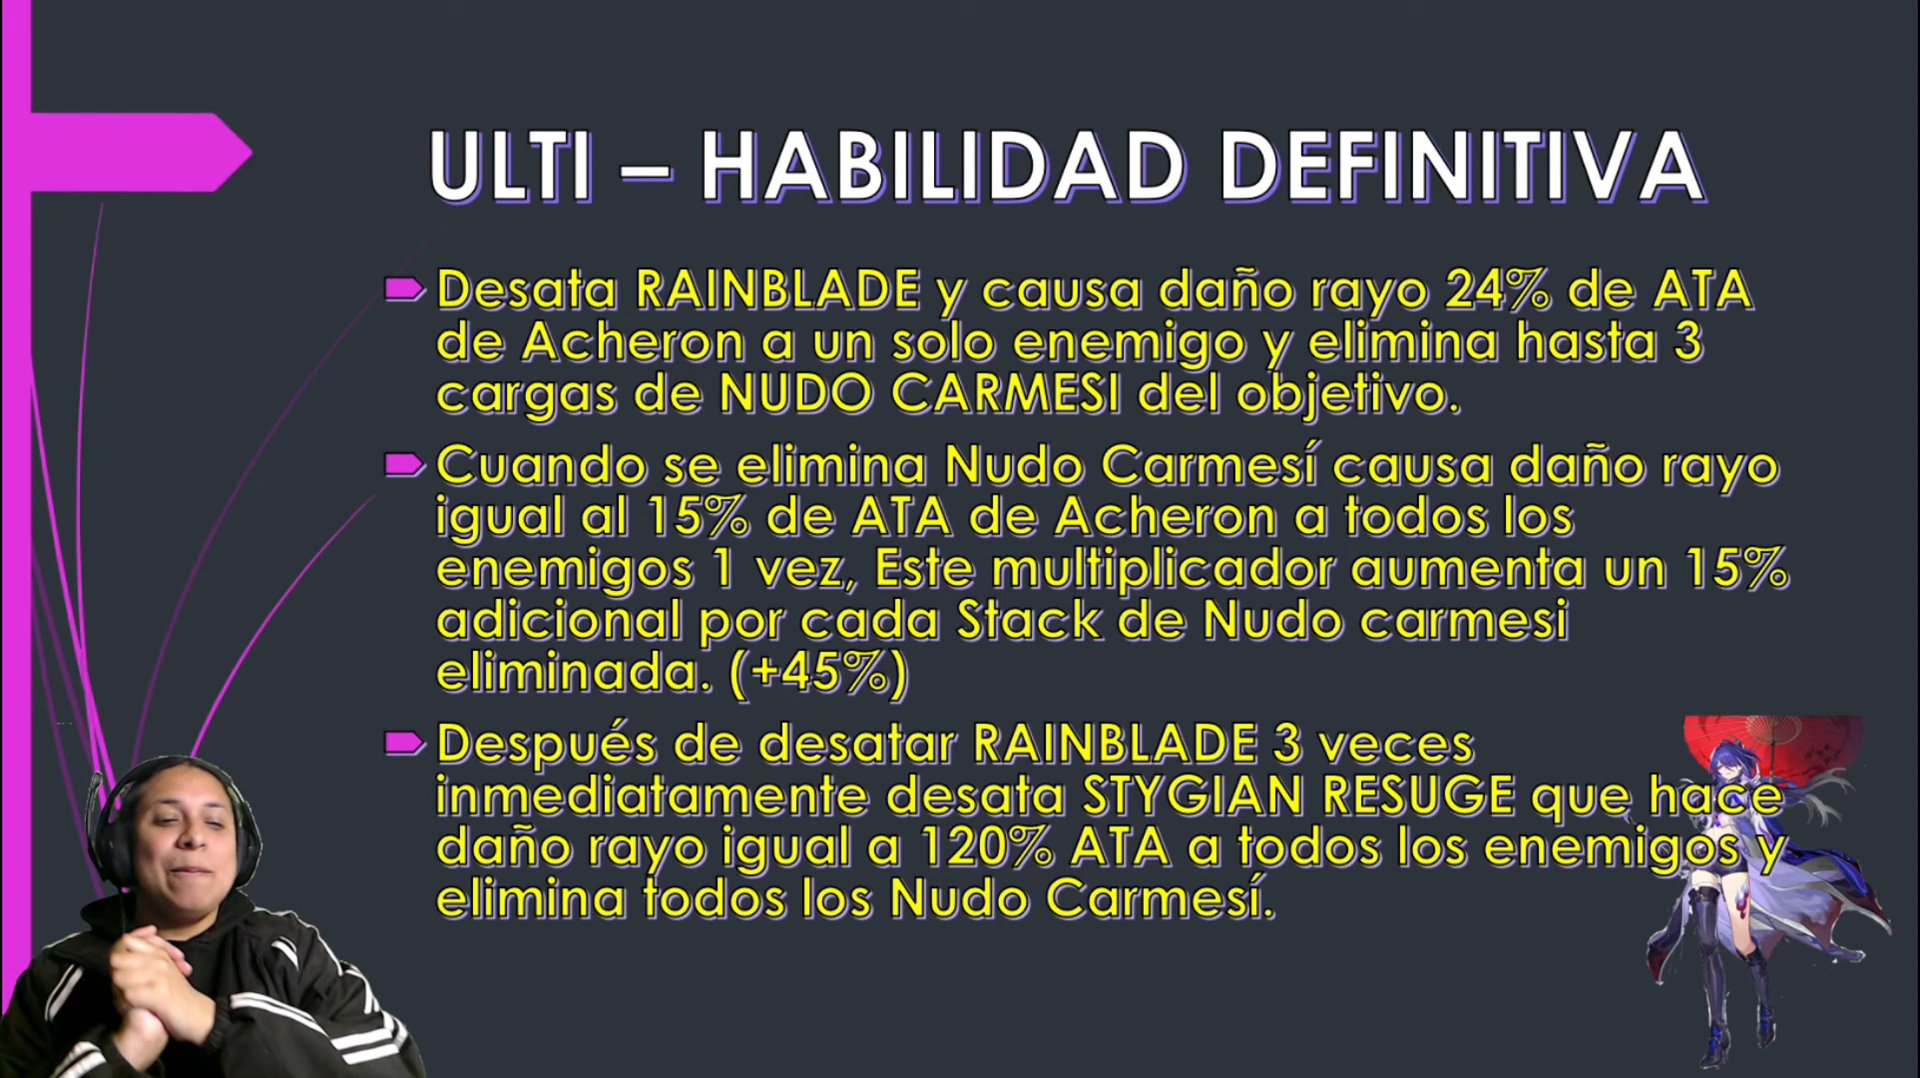 ULTI – HABILIDAD DEFINITIVA
Desata RAINBLADE y causa daño rayo 24% de ATA
de Acheron a un solo enemigo y elimina hasta 3
cargas de NUDO CARMESI del objetivo.
Cuando se elimina Nudo Carmesí causa daño rayo
igual al 15% de ATA de Acheron a todos los
enemigos 1 vez, Este multiplicador aumenta un 15%
adicional por cada Stack de Nudo carmesi
eliminada. (+45%)
Después de desatar RAINBLADE 3 veces
inmediatamente desata STYGIAN RESUGE que hace
daño rayo igual a 120% ATA a todos los enemigos y
elimina todos los Nudo Carmesí.